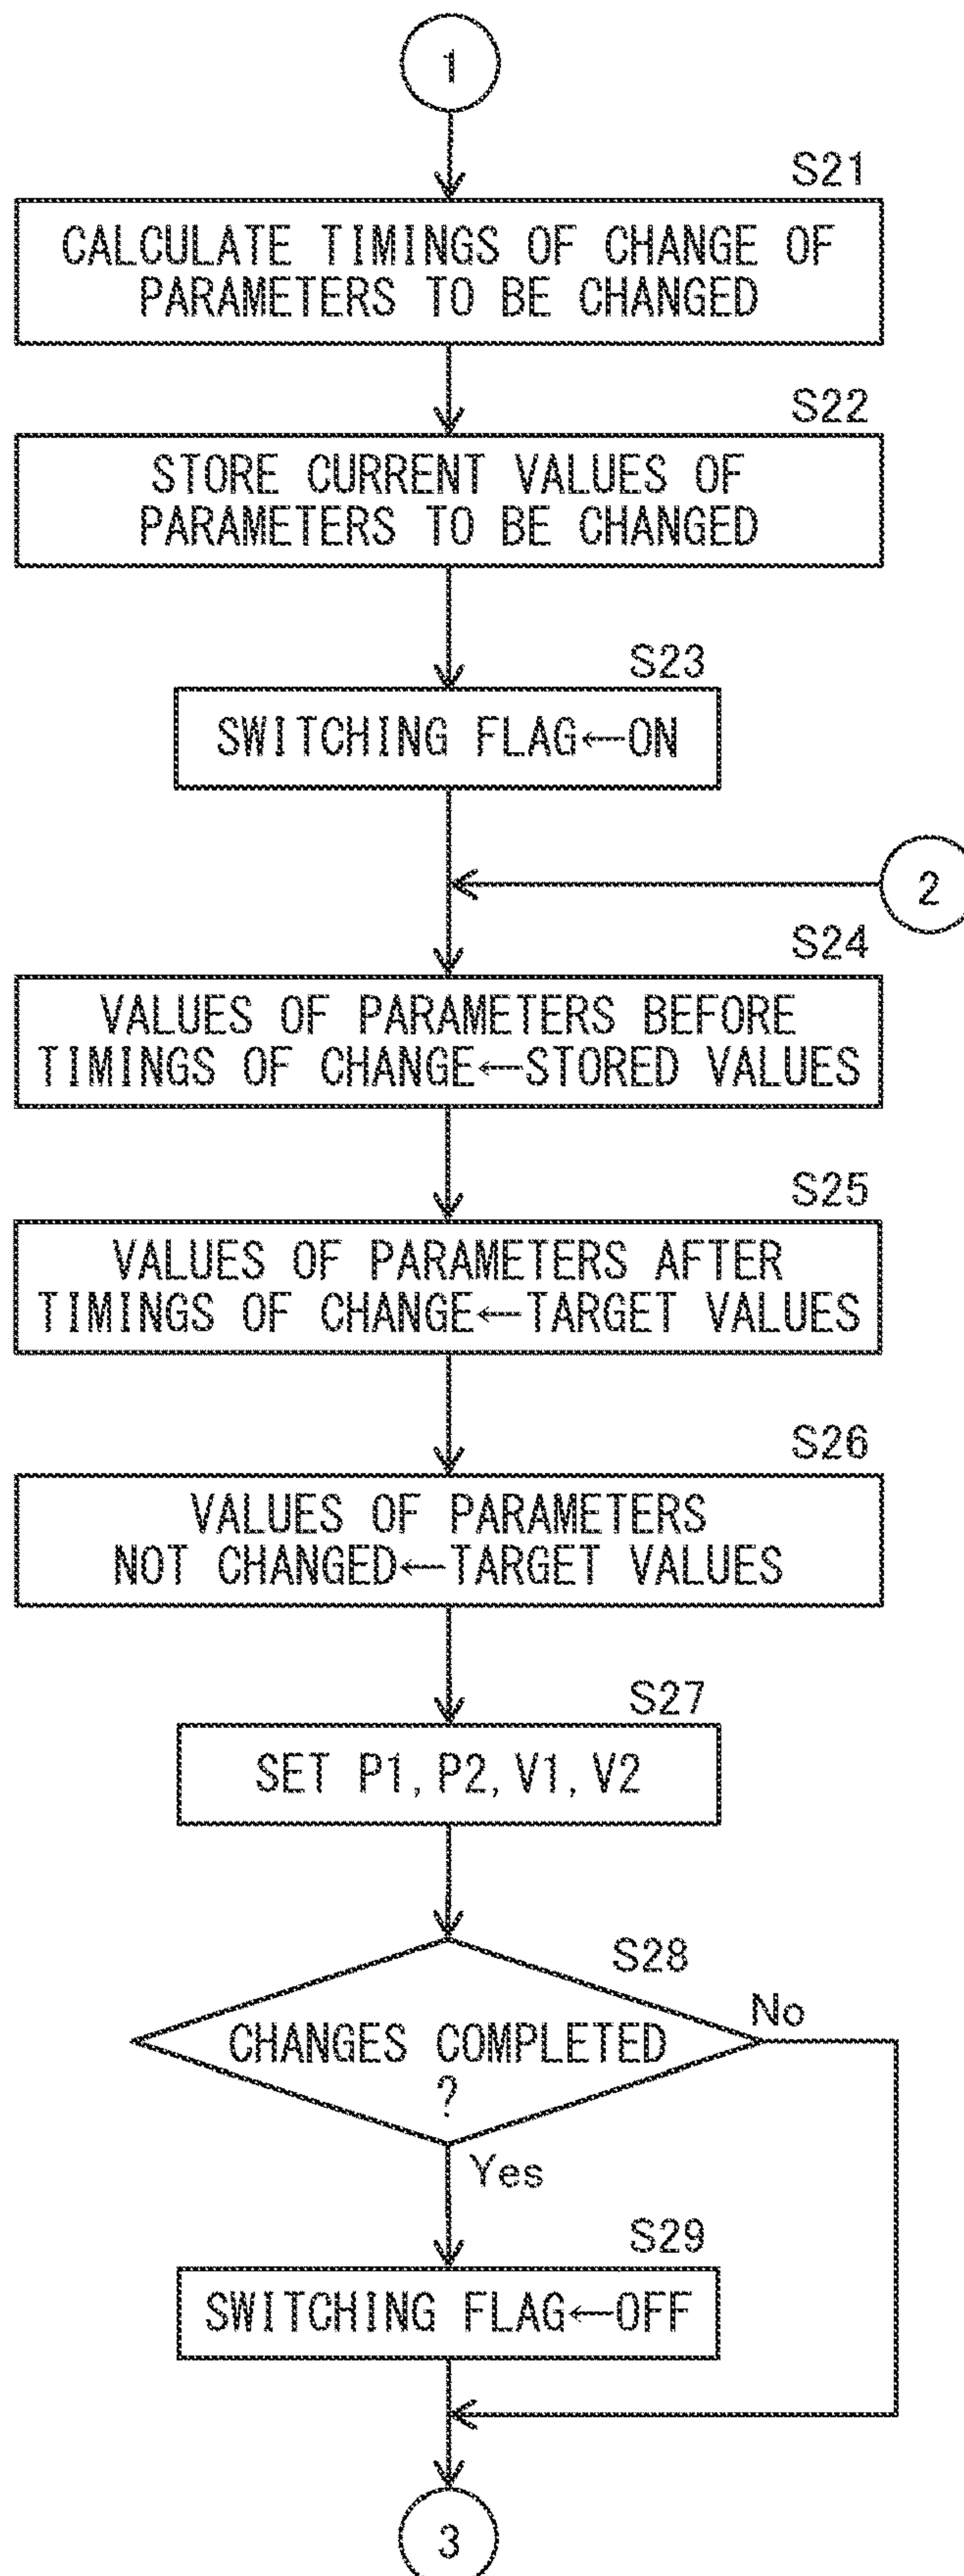 1
S21
CALCULATE TIMINGS OF CHANGE OF
PARAMETERS TO BE CHANGED
S22
STORE CURRENT VALUES OF
PARAMETERS TO BE CHANGED
S23
SWITCHING FLAG←ON
2
S24
VALUES OF PARAMETERS BEFORE
TIMINGS OF CHANGE←STORED VALUES
S25
VALUES OF PARAMETERS AFTER
TIMINGS OF CHANGE←TARGET VALUES
S26
VALUES OF PARAMETERS
NOT CHANGED←TARGET VALUES
S27
SET P1, P2, V1, V2
S28
No
CHANGES COMPLETED
?
Yes
S29
SWITCHING FLAG←OFF
3